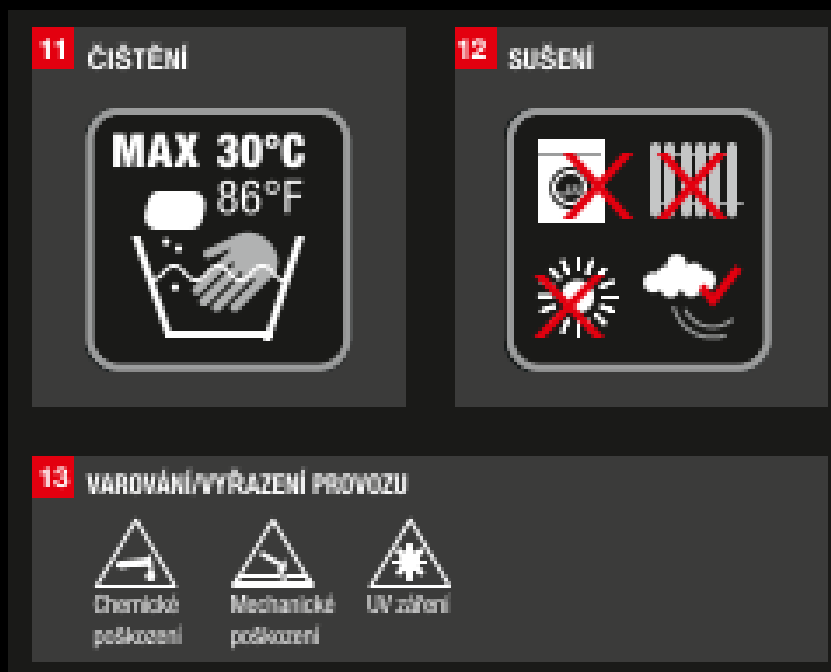 11 ČIŠTĚNÍ
MAX 30°C
86°F
12 SUŠENÍ
13 VAROVÁNÍ/VYŘAZENÍ PROVOZU
Chemické
poškození
Mechanické
poškození
UV záření